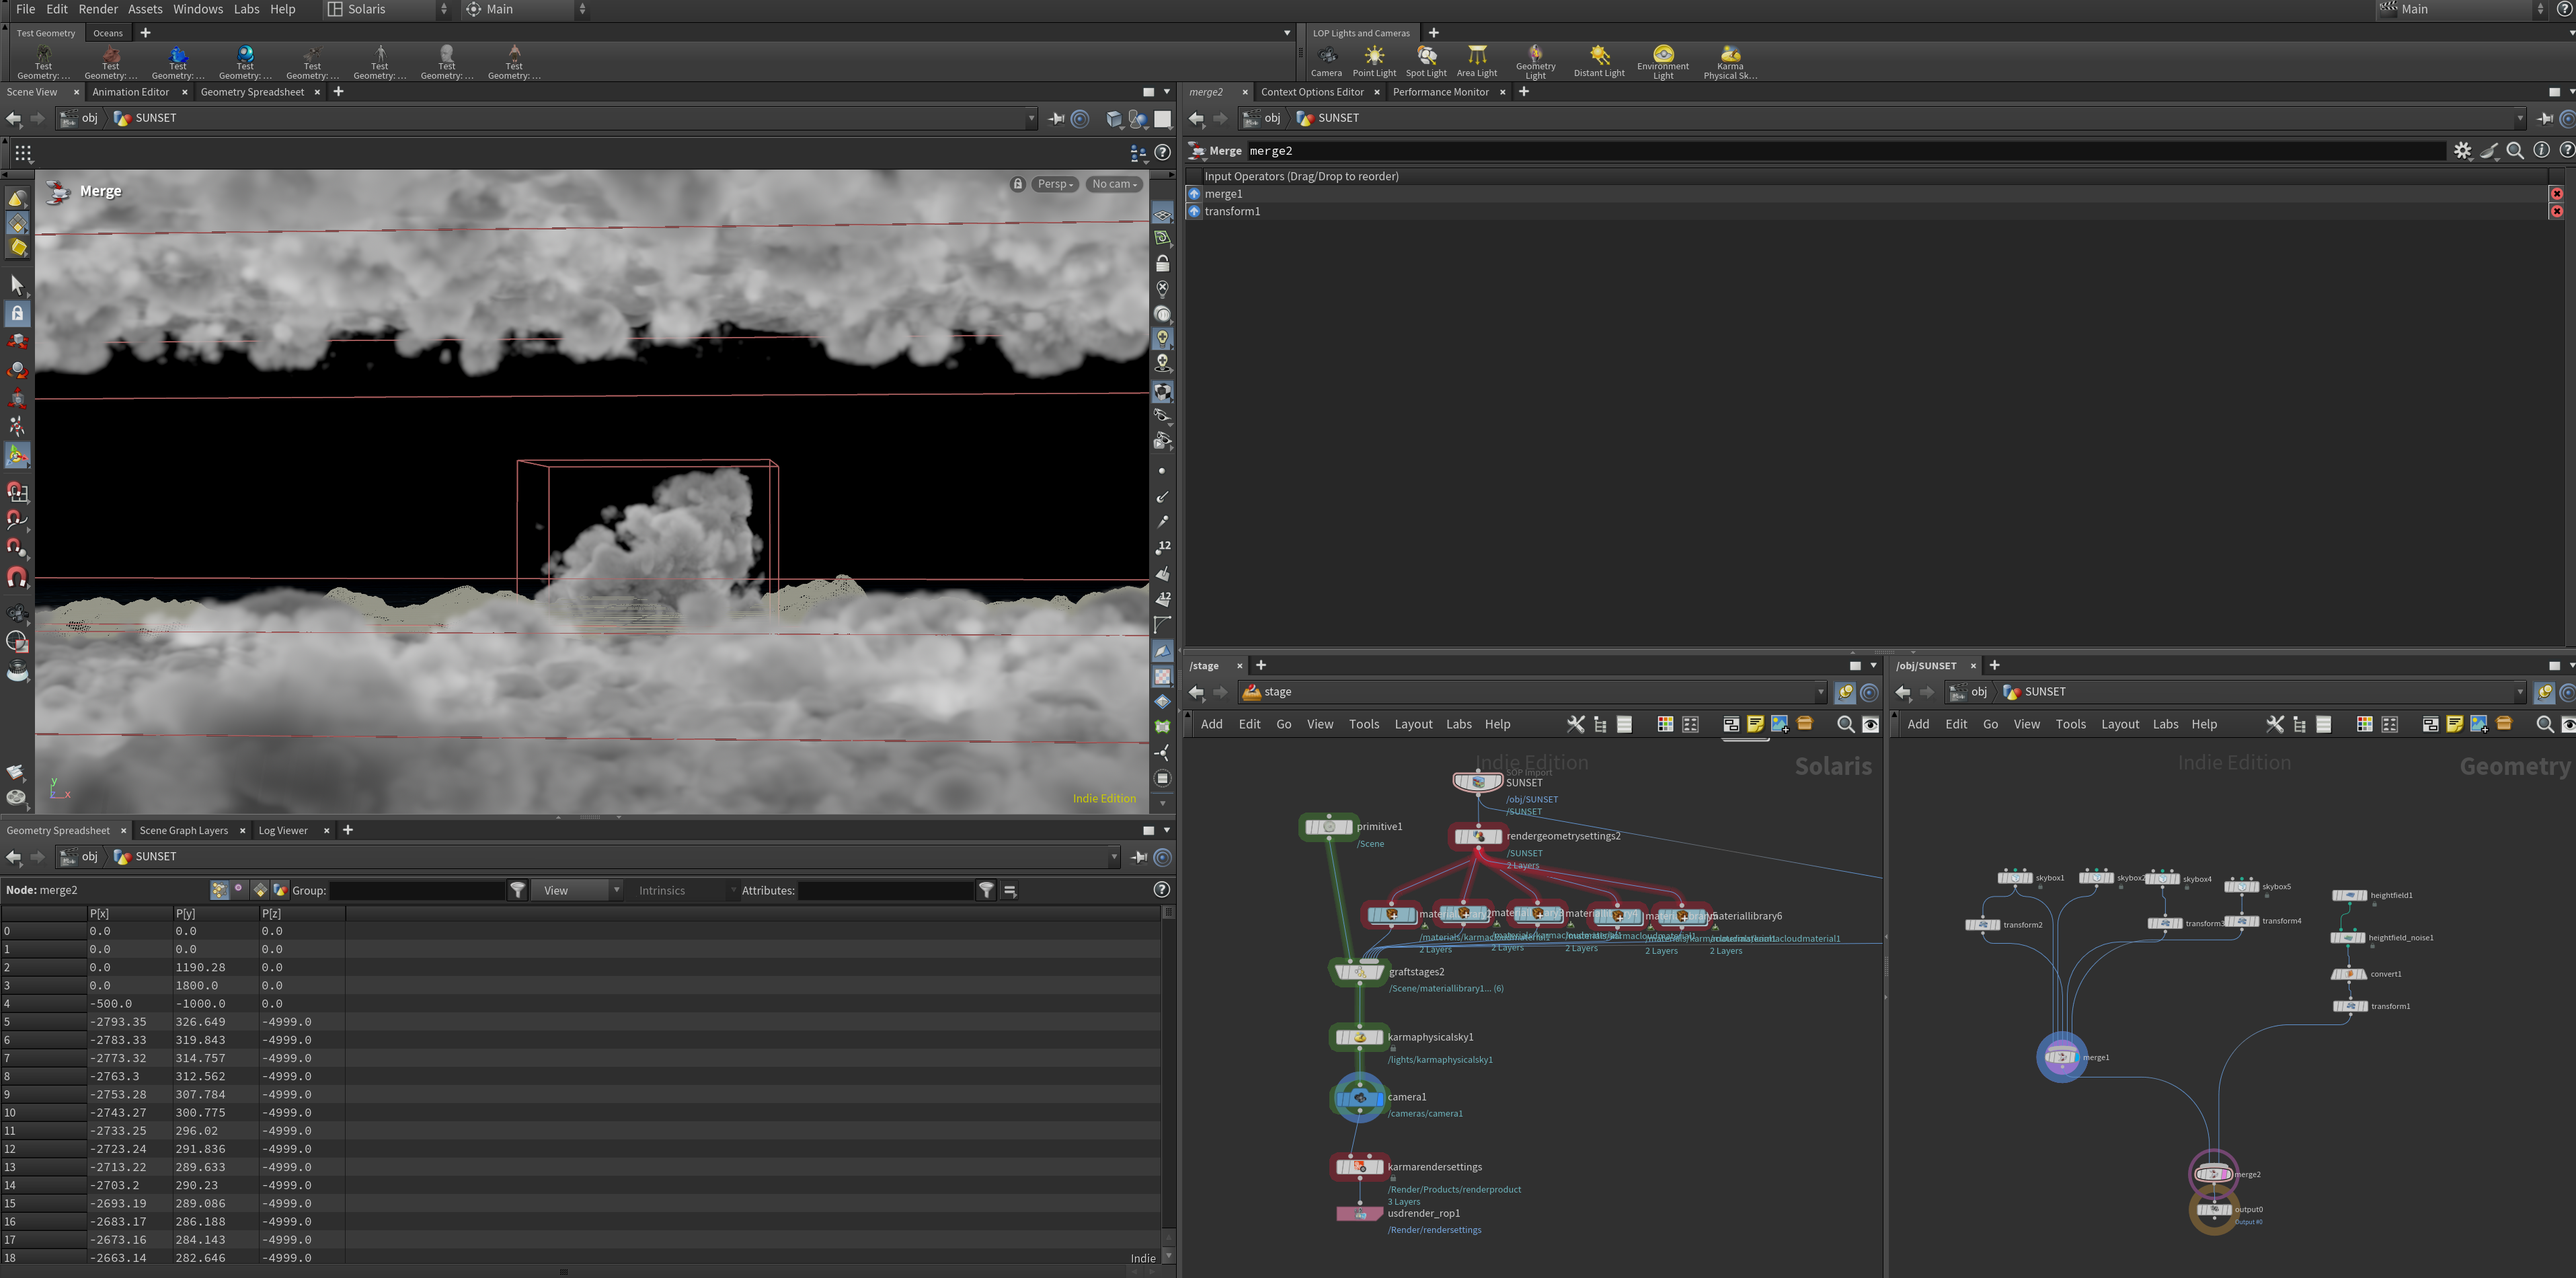 File Edit Render Assets Windows Labs Help Solaris Main Main
Test Geometry Oceans
LOP Lights and Cameras
Test Geometry: ... Test Geometry: ... Test Geometry: ... Test Geometry: ... Test Geometry: ... Test Geometry: ... Test Geometry: ... Test Geometry: ...
Camera Point Light Spot Light Area Light Geometry Light Distant Light Environment Light Karma Physical Sk...
Scene View Animation Editor Geometry Spreadsheet
obj SUNSET
Merge
Persp No cam
12
12
y
x
Indie Edition
merge2 Context Options Editor Performance Monitor
obj SUNSET
Merge merge2
Input Operators (Drag/Drop to reorder)
merge1
transform1
Geometry Spreadsheet Scene Graph Layers Log Viewer
obj SUNSET
Node: merge2 Group: View Intrinsics Attributes:
P[x] P[y] P[z]
0 0.0 0.0 0.0
1 0.0 0.0 0.0
2 0.0 1190.28 0.0
3 0.0 1800.0 0.0
4 -500.0 -1000.0 0.0
5 -2793.35 326.649 -4999.0
6 -2783.33 319.843 -4999.0
7 -2773.32 314.757 -4999.0
8 -2763.3 312.562 -4999.0
9 -2753.28 307.784 -4999.0
10 -2743.27 300.775 -4999.0
11 -2733.25 296.02 -4999.0
12 -2723.24 291.836 -4999.0
13 -2713.22 289.633 -4999.0
14 -2703.2 290.23 -4999.0
15 -2693.19 289.086 -4999.0
16 -2683.17 286.188 -4999.0
17 -2673.16 284.143 -4999.0
18 -2663.14 282.646 -4999.0
Indie
/stage
stage
Add Edit Go View Tools Layout Labs Help
Indie Edition
Solaris
SOP Import
SUNSET
/obj/SUNSET
/SUNSET
primitive1
/Scene
rendergeometrysettings2
/SUNSET
2 Layers
materiallibrary6
2 Layers 2 Layers 2 Layers 2 Layers 2 Layers
graftstages2
/Scene/materiallibrary1... (6)
karmaphysicalsky1
/lights/karmaphysicalsky1
camera1
/cameras/camera1
karmarendersettings
/Render/Products/renderproduct
3 Layers
usdrender_rop1
/Render/rendersettings
/obj/SUNSET
obj SUNSET
Add Edit Go View Tools Layout Labs Help
Indie Edition
Geometry
skybox1 skybox2 skybox4 skybox5
heightfield1
transform2 transform3 transform4
heightfield_noise1
convert1
transform1
merge1
merge2
output0
Output #0